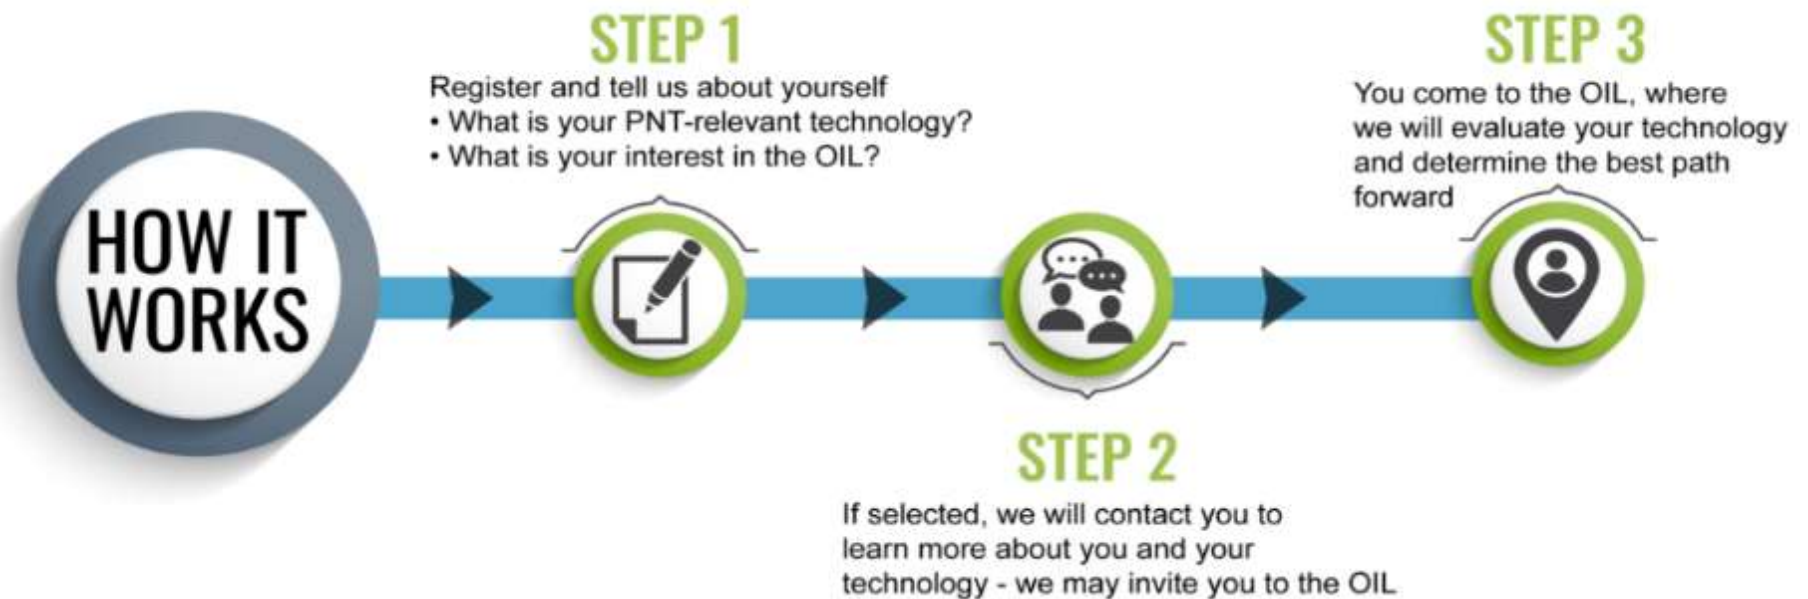 HOW IT
WORKS
STEP 1
Register and tell us about yourself
• What is your PNT-relevant technology?
• What is your interest in the OIL?
STEP 2
If selected, we will contact you to
learn more about you and your
technology - we may invite you to the OIL
STEP 3
You come to the OIL, where
we will evaluate your technology
and determine the best path
forward